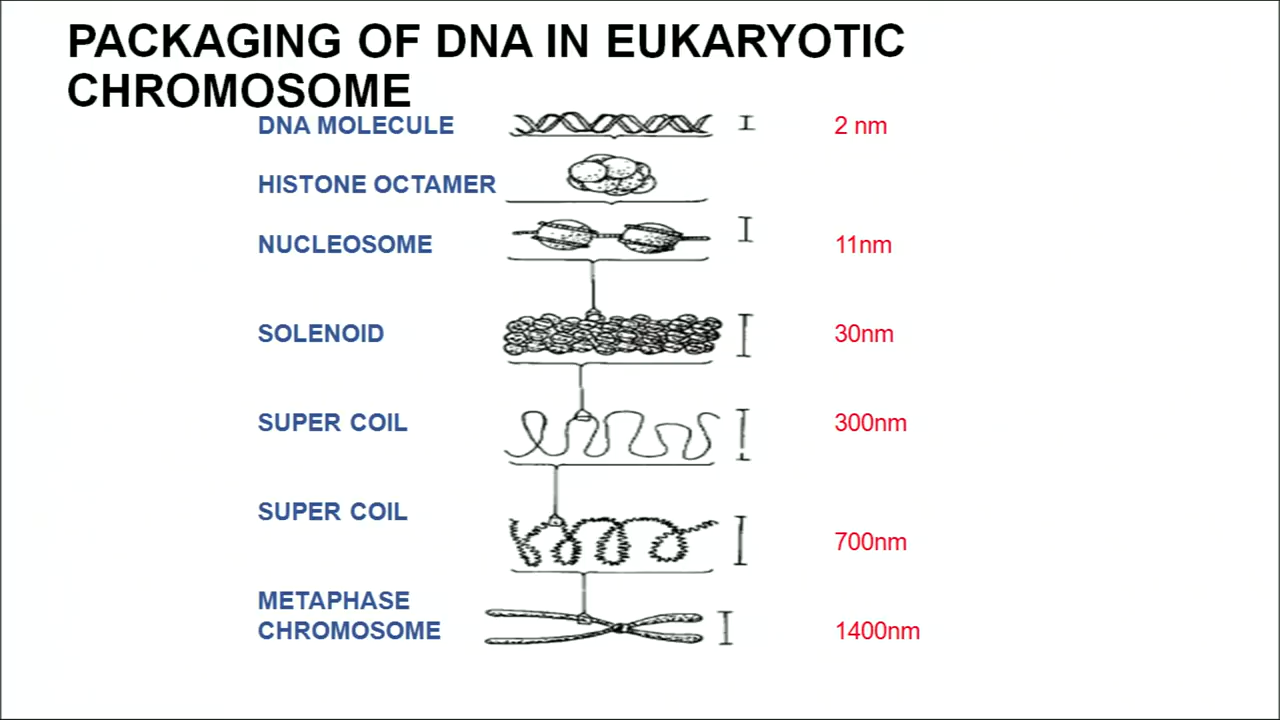 PACKAGING OF DNA IN EUKARYOTIC
CHROMOSOME
DNA MOLECULE 2 nm
HISTONE OCTAMER
NUCLEOSOME 11nm
SOLENOID 30nm
SUPER COIL 300nm
SUPER COIL
700nm
METAPHASE
CHROMOSOME 1400nm